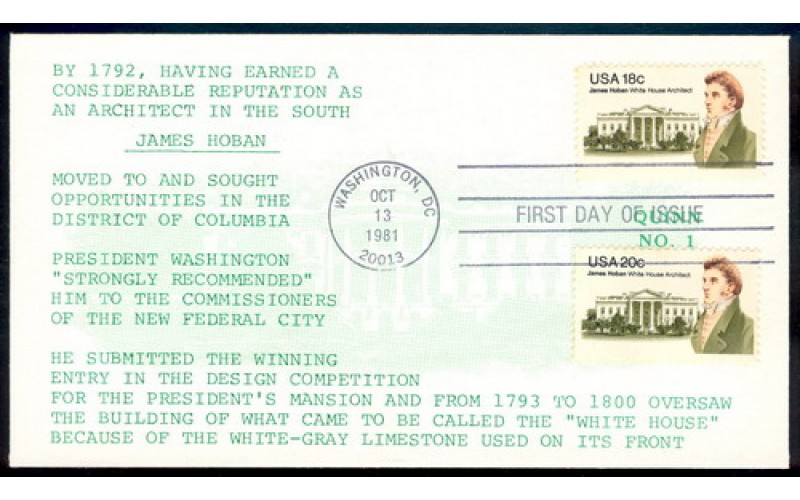 BY 1792, HAVING EARNED A
CONSIDERABLE REPUTATION AS
AN ARCHITECT IN THE SOUTH
JAMES HOBAN
MOVED TO AND SOUGHT
OPPORTUNITIES IN THE
DISTRICT OF COLUMBIA
PRESIDENT WASHINGTON
"STRONGLY RECOMMENDED"
HIM TO THE COMMISSIONERS
OF THE NEW FEDERAL CITY
HE SUBMITTED THE WINNING
ENTRY IN THE DESIGN COMPETITION
FOR THE PRESIDENT'S MANSION AND FROM 1793 TO 1800 OVERSAW
THE BUILDING OF WHAT CAME TO BE CALLED THE "WHITE HOUSE"
BECAUSE OF THE WHITE-GRAY LIMESTONE USED ON ITS FRONT
WASHINGTON, DC
OCT
13
1981
20013
USA 18c
James Hoban White House Architect
FIRST DAY OF ISSUE
QUINN
NO. 1
USA 20c
James Hoban White House Architect